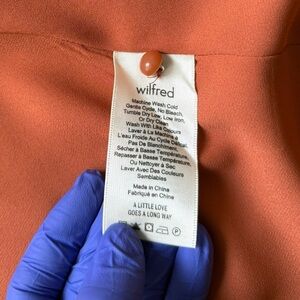 wilfred
Machine Wash Cold
Gentle Cycle, No Bleach,
Tumble Dry Low, Low Iron,
Or Dry Clean
Wash With Like Colours
Laver À La Machine à
L'eau Froide Au Cycle Délicat,
Pas De Blanchiment,
Sécher à Basse Température,
Repasser à Basse Température,
Ou Nettoyer à Sec
Laver Avec Des Couleurs
Semblables
Made in China
Fabriqué en Chine
A LITTLE LOVE
GOES A LONG WAY
P